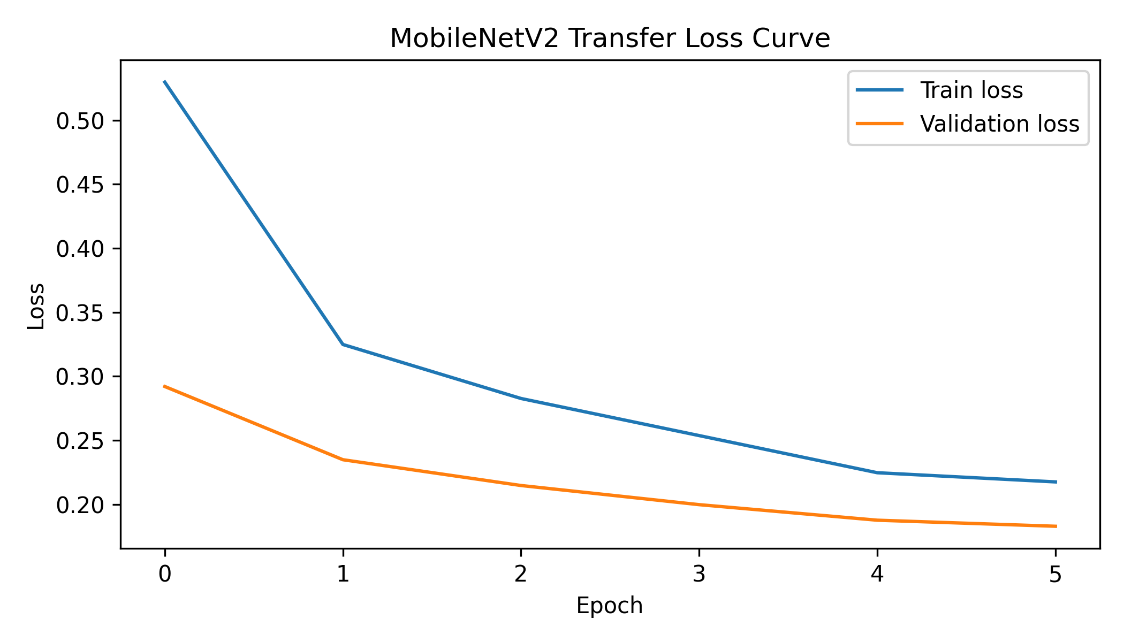 MobileNetV2 Transfer Loss Curve
Train loss
Validation loss
Loss
0.50
0.45
0.40
0.35
0.30
0.25
0.20
0 1 2 3 4 5
Epoch